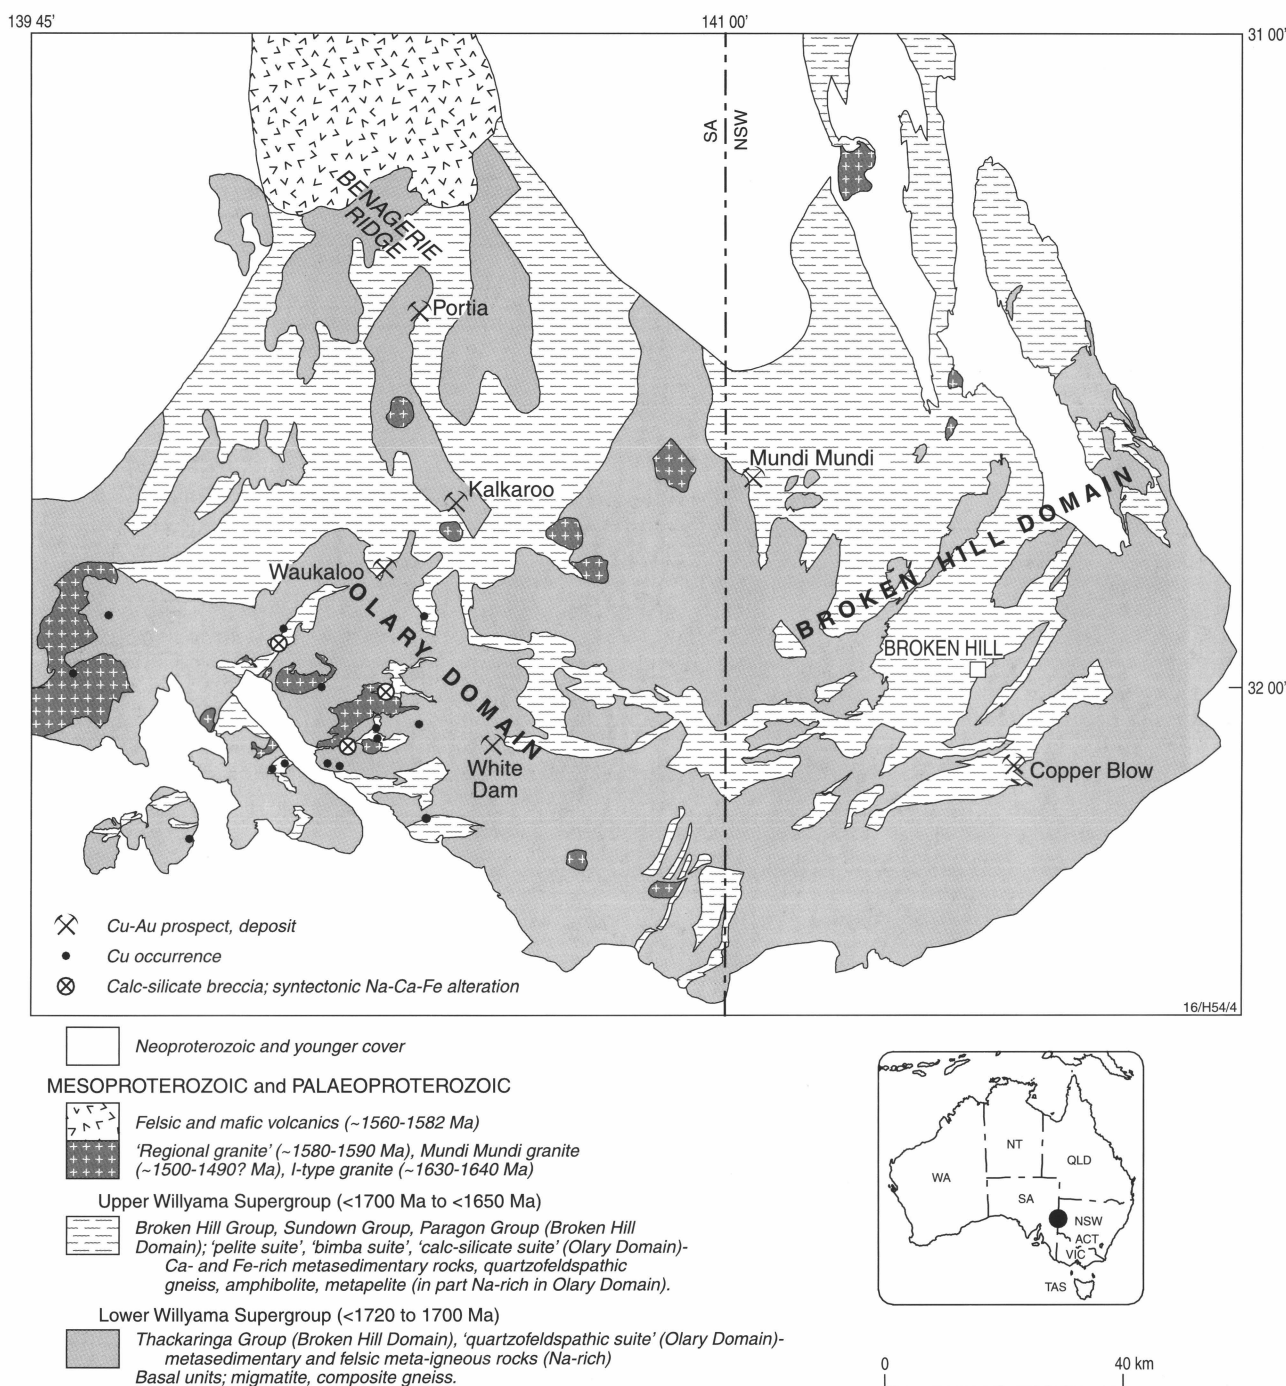 139 45'
141 00'
31 00'
SA
NSW
BENAGERIE
RIDGE
Portia
Mundi Mundi
Kalkaroo
Waukaloo
OLARY DOMAIN
BROKEN HILL DOMAIN
BROKEN HILL
32 00'
White
Dam
Copper Blow
Cu-Au prospect, deposit
Cu occurrence
Calc-silicate breccia; syntectonic Na-Ca-Fe alteration
16/H54/4
Neoproterozoic and younger cover
MESOPROTEROZOIC and PALAEOPROTEROZOIC
Felsic and mafic volcanics (~1560-1582 Ma)
'Regional granite' (~1580-1590 Ma), Mundi Mundi granite
(~1500-1490? Ma), I-type granite (~1630-1640 Ma)
Upper Willyama Supergroup (<1700 Ma to <1650 Ma)
Broken Hill Group, Sundown Group, Paragon Group (Broken Hill
Domain); 'pelite suite', 'bimba suite', 'calc-silicate suite' (Olary Domain)-
Ca- and Fe-rich metasedimentary rocks, quartzofeldspathic
gneiss, amphibolite, metapelite (in part Na-rich in Olary Domain).
Lower Willyama Supergroup (<1720 to 1700 Ma)
Thackaringa Group (Broken Hill Domain), 'quartzofeldspathic suite' (Olary Domain)-
metasedimentary and felsic meta-igneous rocks (Na-rich)
Basal units; migmatite, composite gneiss.
NT
QLD
WA
SA
NSW
ACT
VIC
TAS
0 40 km